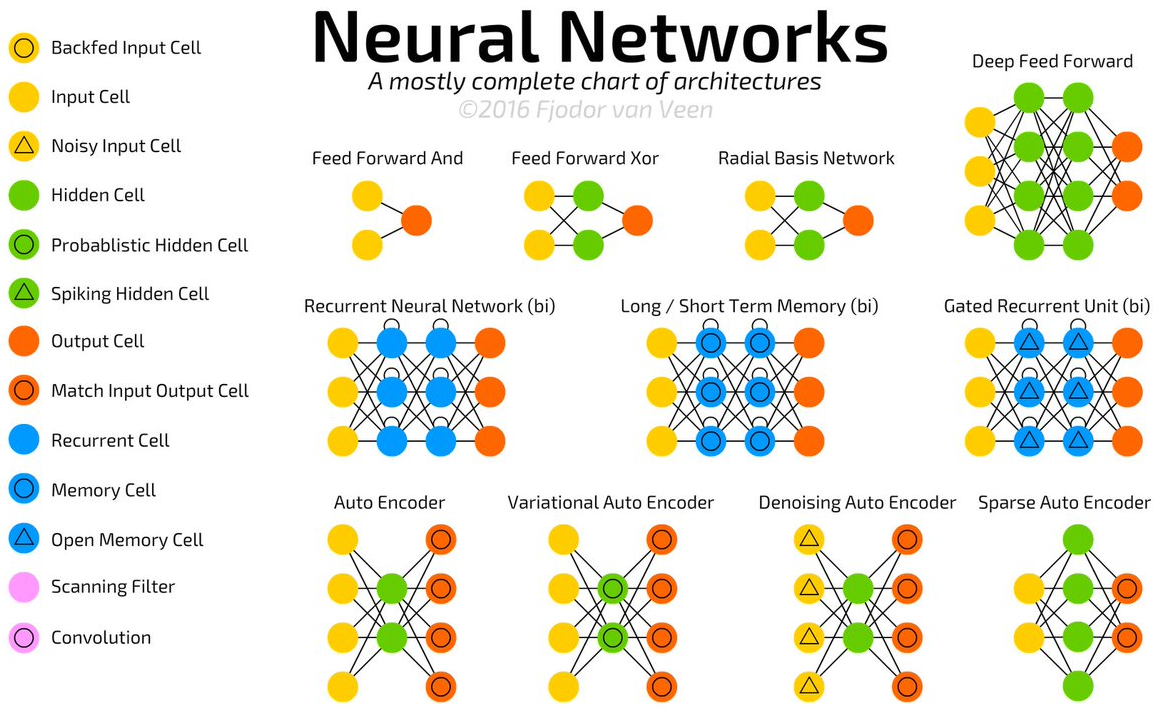 Neural Networks
A mostly complete chart of architectures
©2016 Fjodor van Veen
Backfed Input Cell
Input Cell
Noisy Input Cell
Hidden Cell
Probablistic Hidden Cell
Spiking Hidden Cell
Output Cell
Match Input Output Cell
Recurrent Cell
Memory Cell
Open Memory Cell
Scanning Filter
Convolution
Deep Feed Forward
Feed Forward And
Feed Forward Xor
Radial Basis Network
Recurrent Neural Network (bi)
Long / Short Term Memory (bi)
Gated Recurrent Unit (bi)
Auto Encoder
Variational Auto Encoder
Denoising Auto Encoder
Sparse Auto Encoder